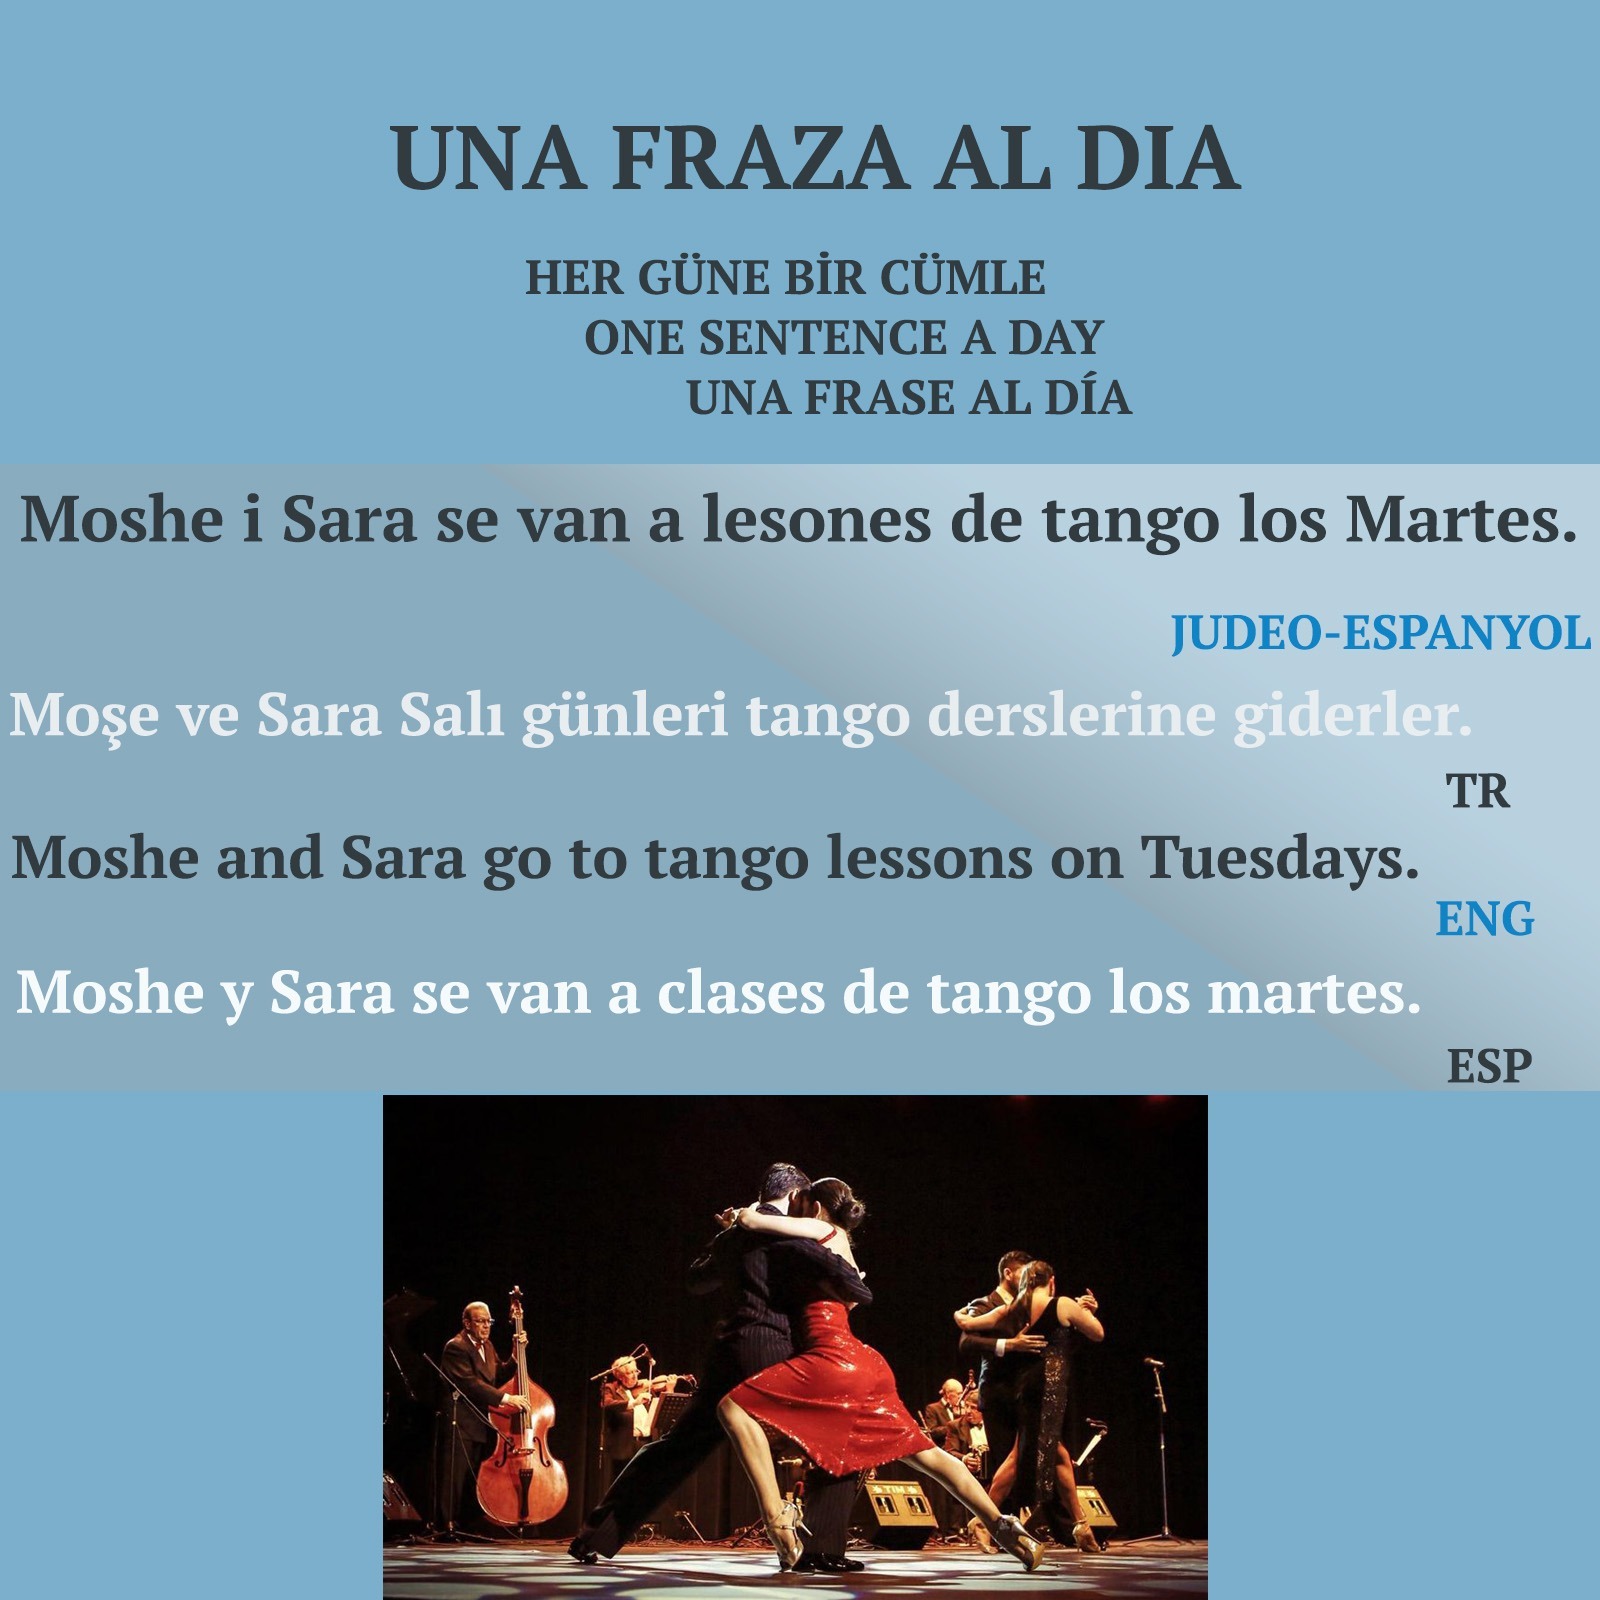 UNA FRAZA AL DIA
HER GÜNE BİR CÜMLE
ONE SENTENCE A DAY
UNA FRASE AL DÍA
Moshe i Sara se van a lesones de tango los Martes.
JUDEO-ESPANYOL
Moşe ve Sara Salı günleri tango derslerine giderler.
TR
Moshe and Sara go to tango lessons on Tuesdays.
ENG
Moshe y Sara se van a clases de tango los martes.
ESP
TIM